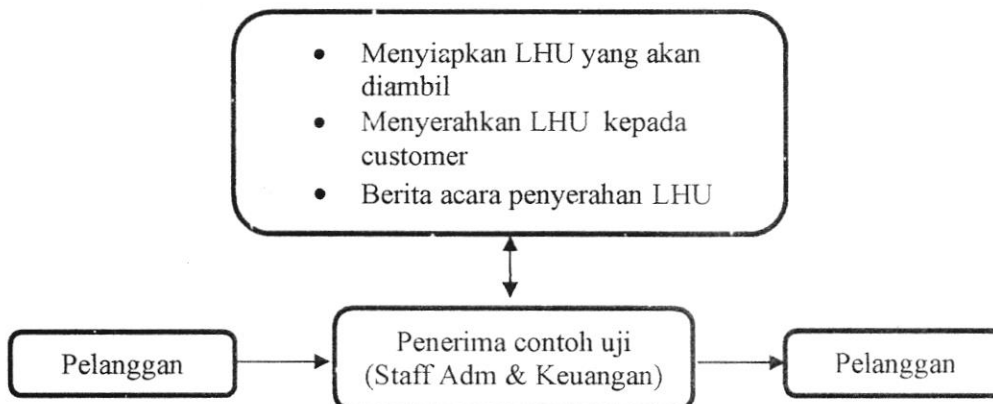 • Menyiapkan LHU yang akan
diambil
• Menyerahkan LHU kepada
customer
• Berita acara penyerahan LHU
Pelanggan
Penerima contoh uji
(Staff Adm & Keuangan)
Pelanggan